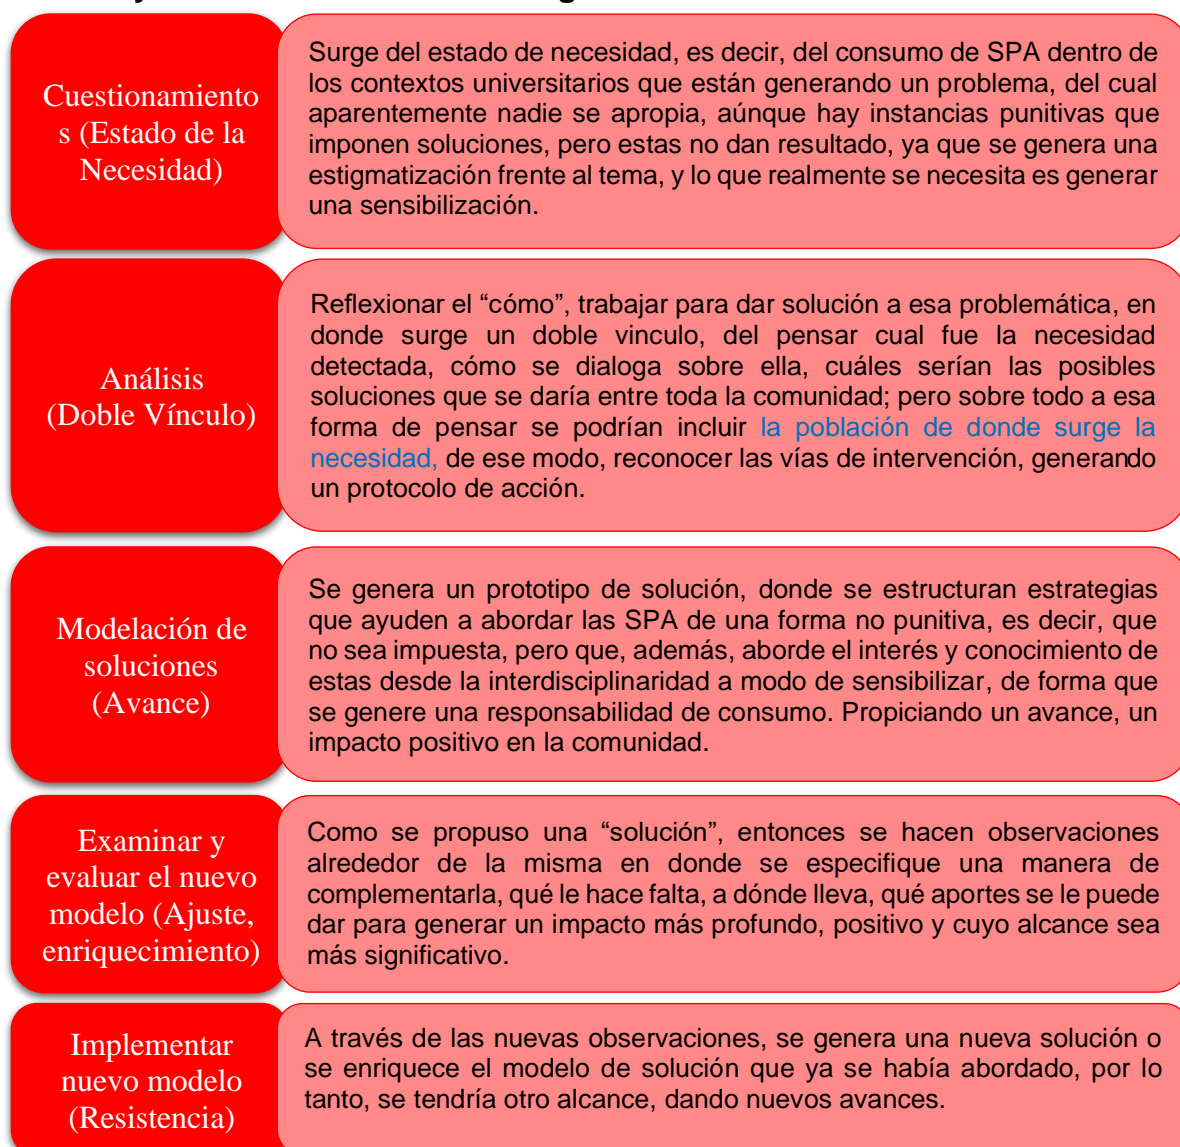 Cuestionamiento
s (Estado de la
Necesidad)
Surge del estado de necesidad, es decir, del consumo de SPA dentro de
los contextos universitarios que están generando un problema, del cual
aparentemente nadie se apropia, aúnque hay instancias punitivas que
imponen soluciones, pero estas no dan resultado, ya que se genera una
estigmatización frente al tema, y lo que realmente se necesita es generar
una sensibilización.
Análisis
(Doble Vínculo)
Reflexionar el “cómo”, trabajar para dar solución a esa problemática, en
donde surge un doble vinculo, del pensar cual fue la necesidad
detectada, cómo se dialoga sobre ella, cuáles serían las posibles
soluciones que se daría entre toda la comunidad; pero sobre todo a esa
forma de pensar se podrían incluir la población de donde surge la
necesidad, de ese modo, reconocer las vías de intervención, generando
un protocolo de acción.
Modelación de
soluciones
(Avance)
Se genera un prototipo de solución, donde se estructuran estrategias
que ayuden a abordar las SPA de una forma no punitiva, es decir, que
no sea impuesta, pero que, además, aborde el interés y conocimiento de
estas desde la interdisciplinaridad a modo de sensibilizar, de forma que
se genere una responsabilidad de consumo. Propiciando un avance, un
impacto positivo en la comunidad.
Examinar y
evaluar el nuevo
modelo (Ajuste,
enriquecimiento)
Como se propuso una “solución”, entonces se hacen observaciones
alrededor de la misma en donde se especifique una manera de
complementarla, qué le hace falta, a dónde lleva, qué aportes se le puede
dar para generar un impacto más profundo, positivo y cuyo alcance sea
más significativo.
Implementar
nuevo modelo
(Resistencia)
A través de las nuevas observaciones, se genera una nueva solución o
se enriquece el modelo de solución que ya se había abordado, por lo
tanto, se tendría otro alcance, dando nuevos avances.